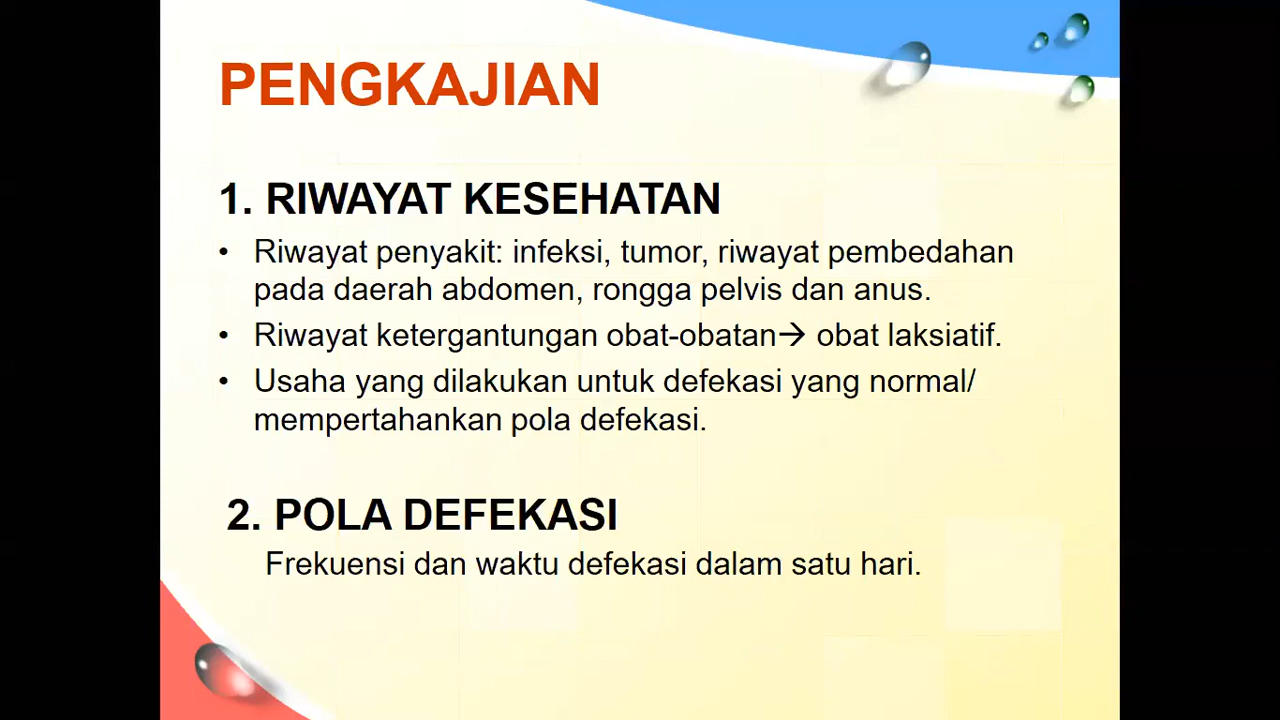 PENGKAJIAN
1. RIWAYAT KESEHATAN
• Riwayat penyakit: infeksi, tumor, riwayat pembedahan
pada daerah abdomen, rongga pelvis dan anus.
• Riwayat ketergantungan obat-obatan→ obat laksiatif.
• Usaha yang dilakukan untuk defekasi yang normal/
mempertahankan pola defekasi.
2. POLA DEFEKASI
Frekuensi dan waktu defekasi dalam satu hari.